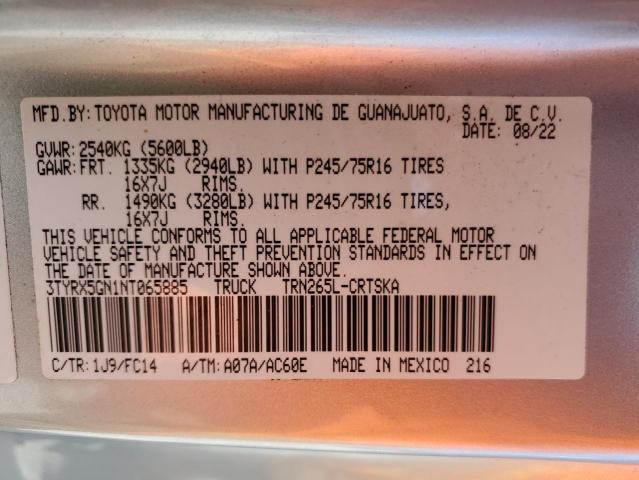 MFD.BY: TOYOTA MOTOR MANUFACTURING DE GUANAJUATO, S.A. DE C.V.
DATE: 08/22
GVWR: 2540KG (5600LB)
GAWR: FRT. 1335KG (2940LB) WITH P245/75R16 TIRES
16X7J RIMS.
RR. 1490KG (3280LB) WITH P245/75R16 TIRES,
16X7J RIMS.
THIS VEHICLE CONFORMS TO ALL APPLICABLE FEDERAL MOTOR
VEHICLE SAFETY AND THEFT PREVENTION STANDARDS IN EFFECT ON
THE DATE OF MANUFACTURE SHOWN ABOVE.
3TYRX5GN1NT065885 TRUCK TRN265L-CRTSKA
C/TR: 1J9/FC14 A/TM: A07A/AC60E MADE IN MEXICO 216